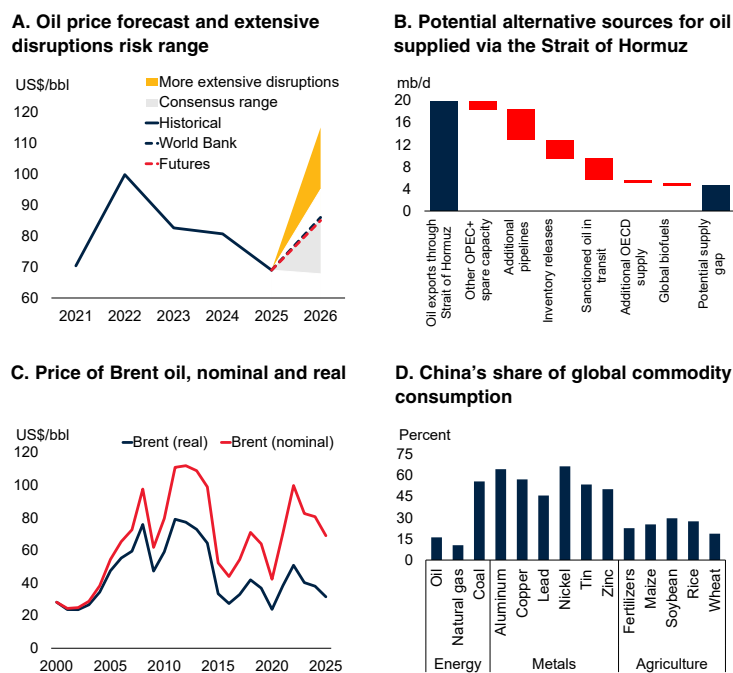 A. Oil price forecast and extensive
disruptions risk range
US$/bbl
More extensive disruptions
Consensus range
Historical
World Bank
Futures
120
110
100
90
80
70
60
2021 2022 2023 2024 2025 2026
B. Potential alternative sources for oil
supplied via the Strait of Hormuz
mb/d
20
16
12
8
4
0
Oil exports through
Strait of Hormuz
Other OPEC+
spare capacity
Additional
pipelines
Inventory releases
Sanctioned oil in
transit
Additional OECD
supply
Global biofuels
Potential supply
gap
C. Price of Brent oil, nominal and real
US$/bbl
Brent (real) Brent (nominal)
120
100
80
60
40
20
0
2000 2005 2010 2015 2020 2025
D. China's share of global commodity
consumption
Percent
75
60
45
30
15
0
Oil
Natural gas
Coal
Aluminum
Copper
Lead
Nickel
Tin
Zinc
Fertilizers
Maize
Soybean
Rice
Wheat
Energy Metals Agriculture